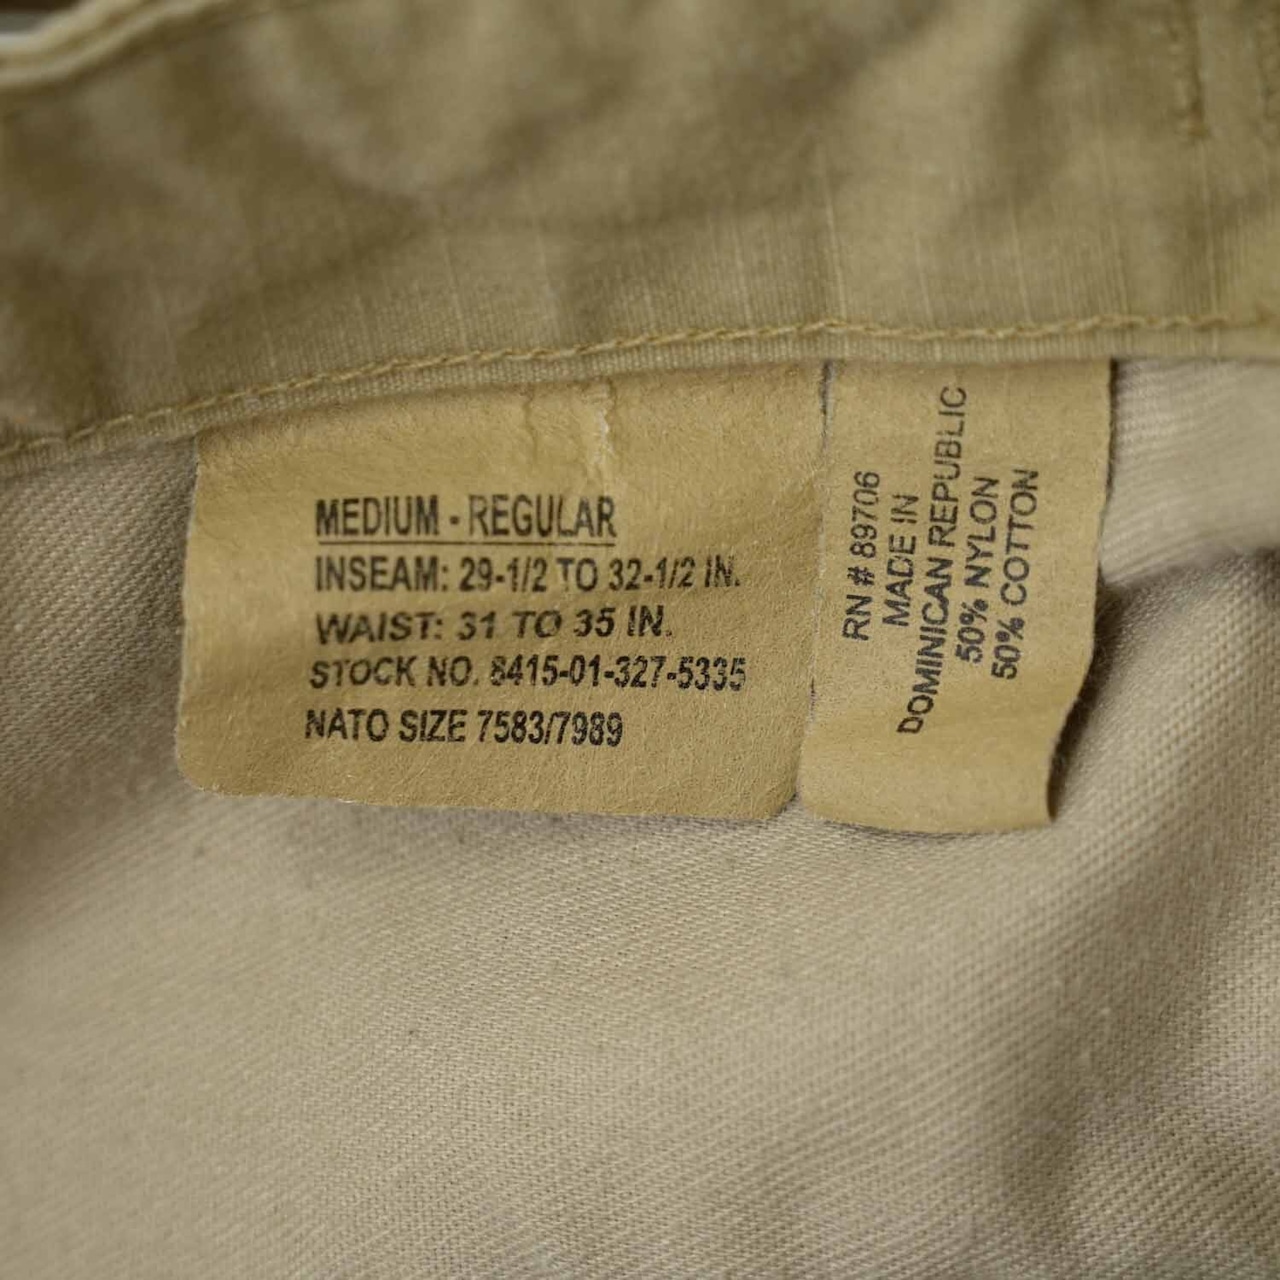 MEDIUM - REGULAR
INSEAM: 29-1/2 TO 32-1/2 IN.
WAIST: 31 TO 35 IN.
STOCK NO. 8415-01-327-5335
NATO SIZE 7583/7989
RN # 89706
MADE IN
DOMINICAN REPUBLIC
50% NYLON
50% COTTON